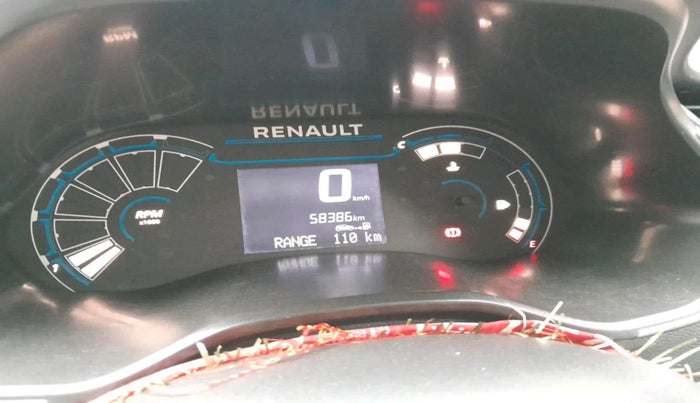 RENAULT
C
0 km/h
RPM
x1000
58386km
RANGE 110 km
1
E